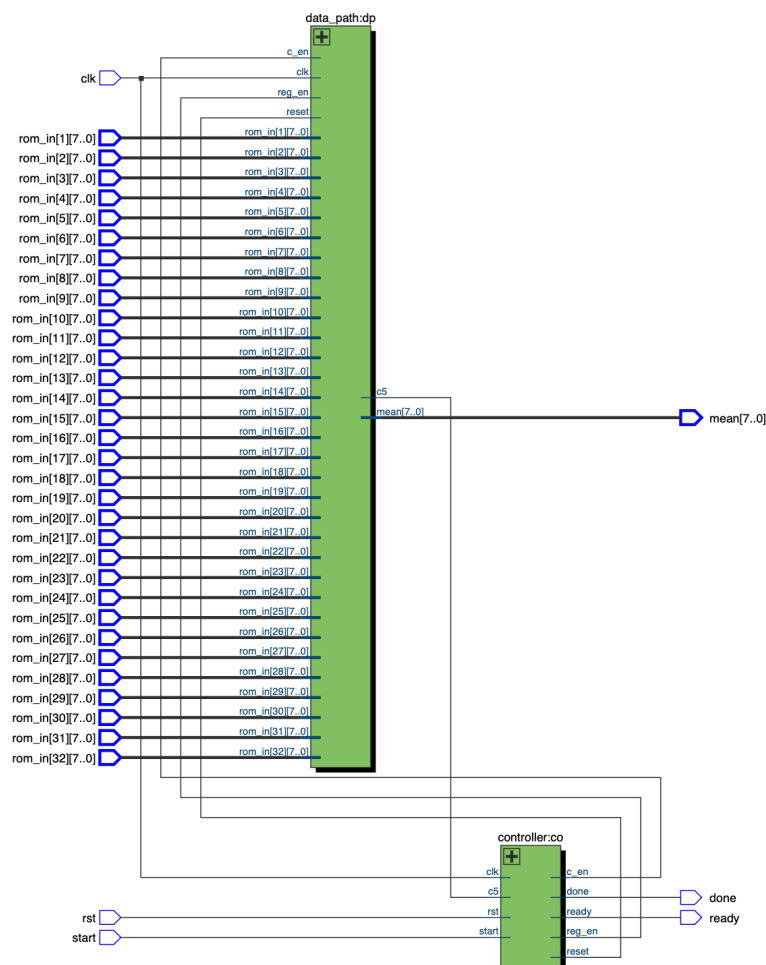 data_path:dp
c_en
clk clk
reg_en
reset
rom_in[1][7..0] rom_in[1][7..0]
rom_in[2][7..0] rom_in[2][7..0]
rom_in[3][7..0] rom_in[3][7..0]
rom_in[4][7..0] rom_in[4][7..0]
rom_in[5][7..0] rom_in[5][7..0]
rom_in[6][7..0] rom_in[6][7..0]
rom_in[7][7..0] rom_in[7][7..0]
rom_in[8][7..0] rom_in[8][7..0]
rom_in[9][7..0] rom_in[9][7..0]
rom_in[10][7..0] rom_in[10][7..0]
rom_in[11][7..0] rom_in[11][7..0]
rom_in[12][7..0] rom_in[12][7..0]
rom_in[13][7..0] rom_in[13][7..0]
rom_in[14][7..0] rom_in[14][7..0] c5
rom_in[15][7..0] rom_in[15][7..0] mean[7..0] mean[7..0]
rom_in[16][7..0] rom_in[16][7..0]
rom_in[17][7..0] rom_in[17][7..0]
rom_in[18][7..0] rom_in[18][7..0]
rom_in[19][7..0] rom_in[19][7..0]
rom_in[20][7..0] rom_in[20][7..0]
rom_in[21][7..0] rom_in[21][7..0]
rom_in[22][7..0] rom_in[22][7..0]
rom_in[23][7..0] rom_in[23][7..0]
rom_in[24][7..0] rom_in[24][7..0]
rom_in[25][7..0] rom_in[25][7..0]
rom_in[26][7..0] rom_in[26][7..0]
rom_in[27][7..0] rom_in[27][7..0]
rom_in[28][7..0] rom_in[28][7..0]
rom_in[29][7..0] rom_in[29][7..0]
rom_in[30][7..0] rom_in[30][7..0]
rom_in[31][7..0] rom_in[31][7..0]
rom_in[32][7..0] rom_in[32][7..0]
controller:co
clk c_en
c5 done done
rst rst ready ready
start start reg_en
reset